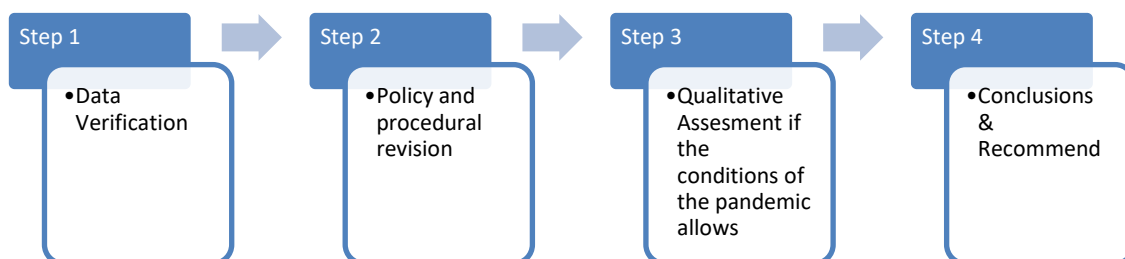 Step 1
•Data
Verification
Step 2
•Policy and
procedural
revision
Step 3
•Qualitative
Assesment if
the
conditions of
the pandemic
allows
Step 4
•Conclusions
&
Recommend